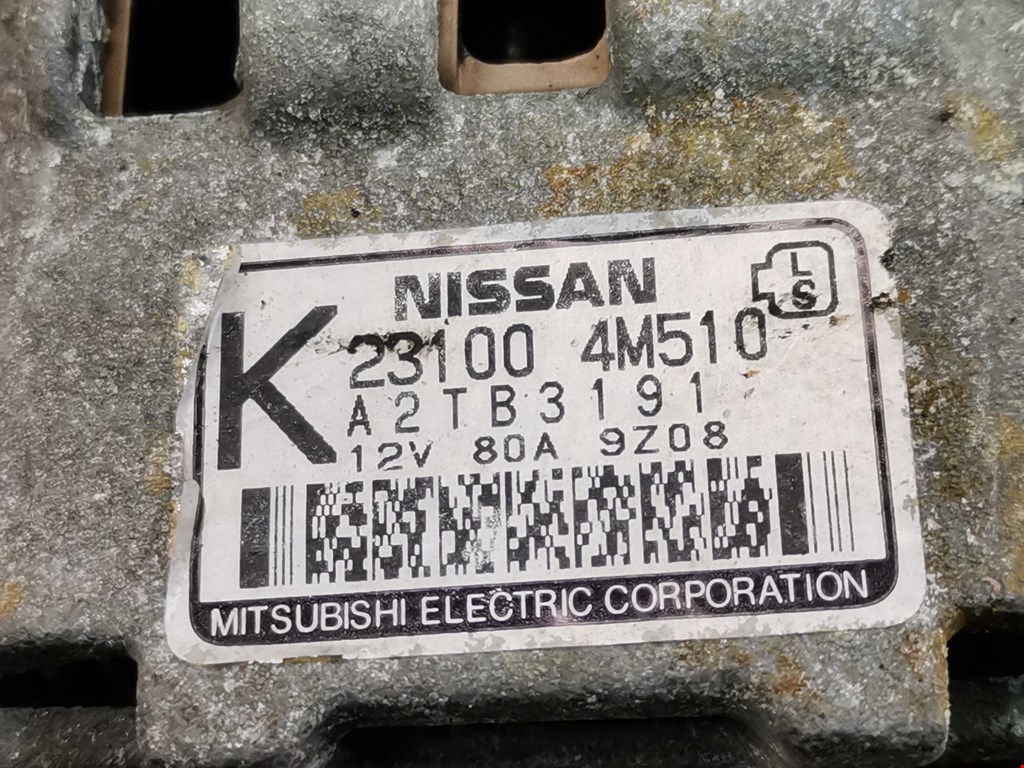 NISSAN
L
S
K
23100 4M510
A2TB3191
12V 80A 9Z08
MITSUBISHI ELECTRIC CORPORATION